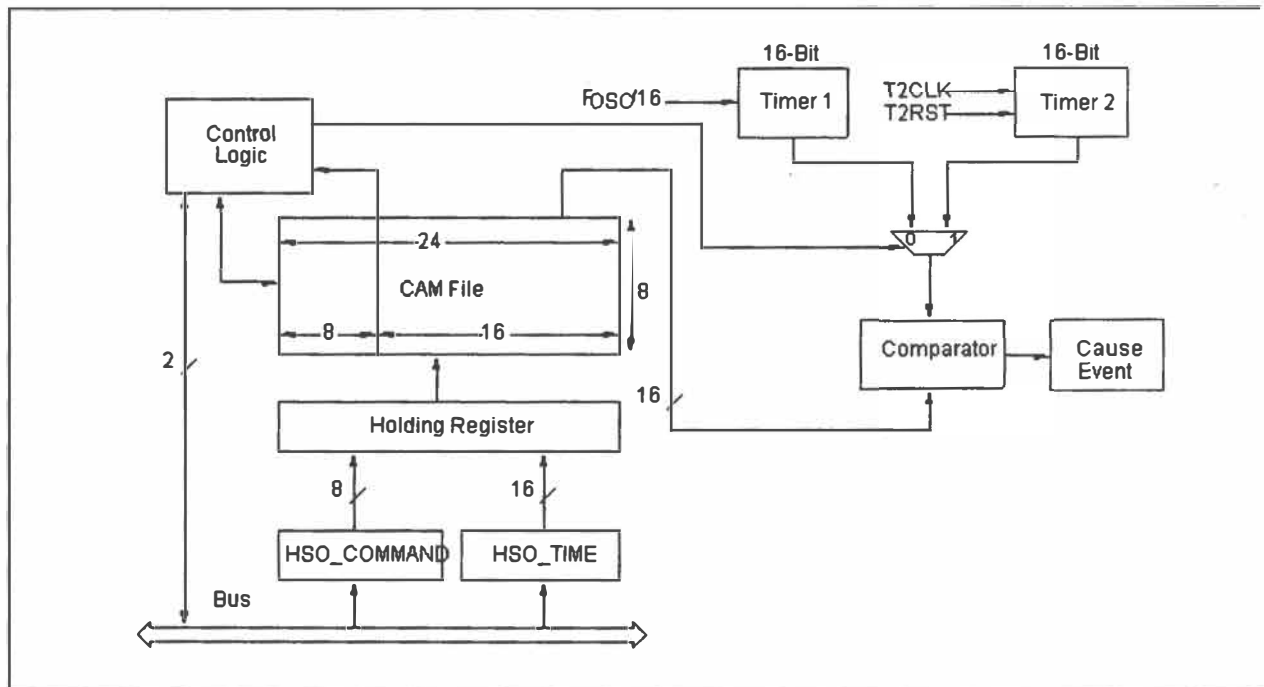 16-Bit
16-Bit
Fosc/16
Timer 1
T2CLK
T2RST
Timer 2
Control
Logic
24
0 1
CAM File
8
8
16
Comparator
Cause
Event
2
16
Holding Register
8
16
HSO_COMMAND
HSO_TIME
Bus